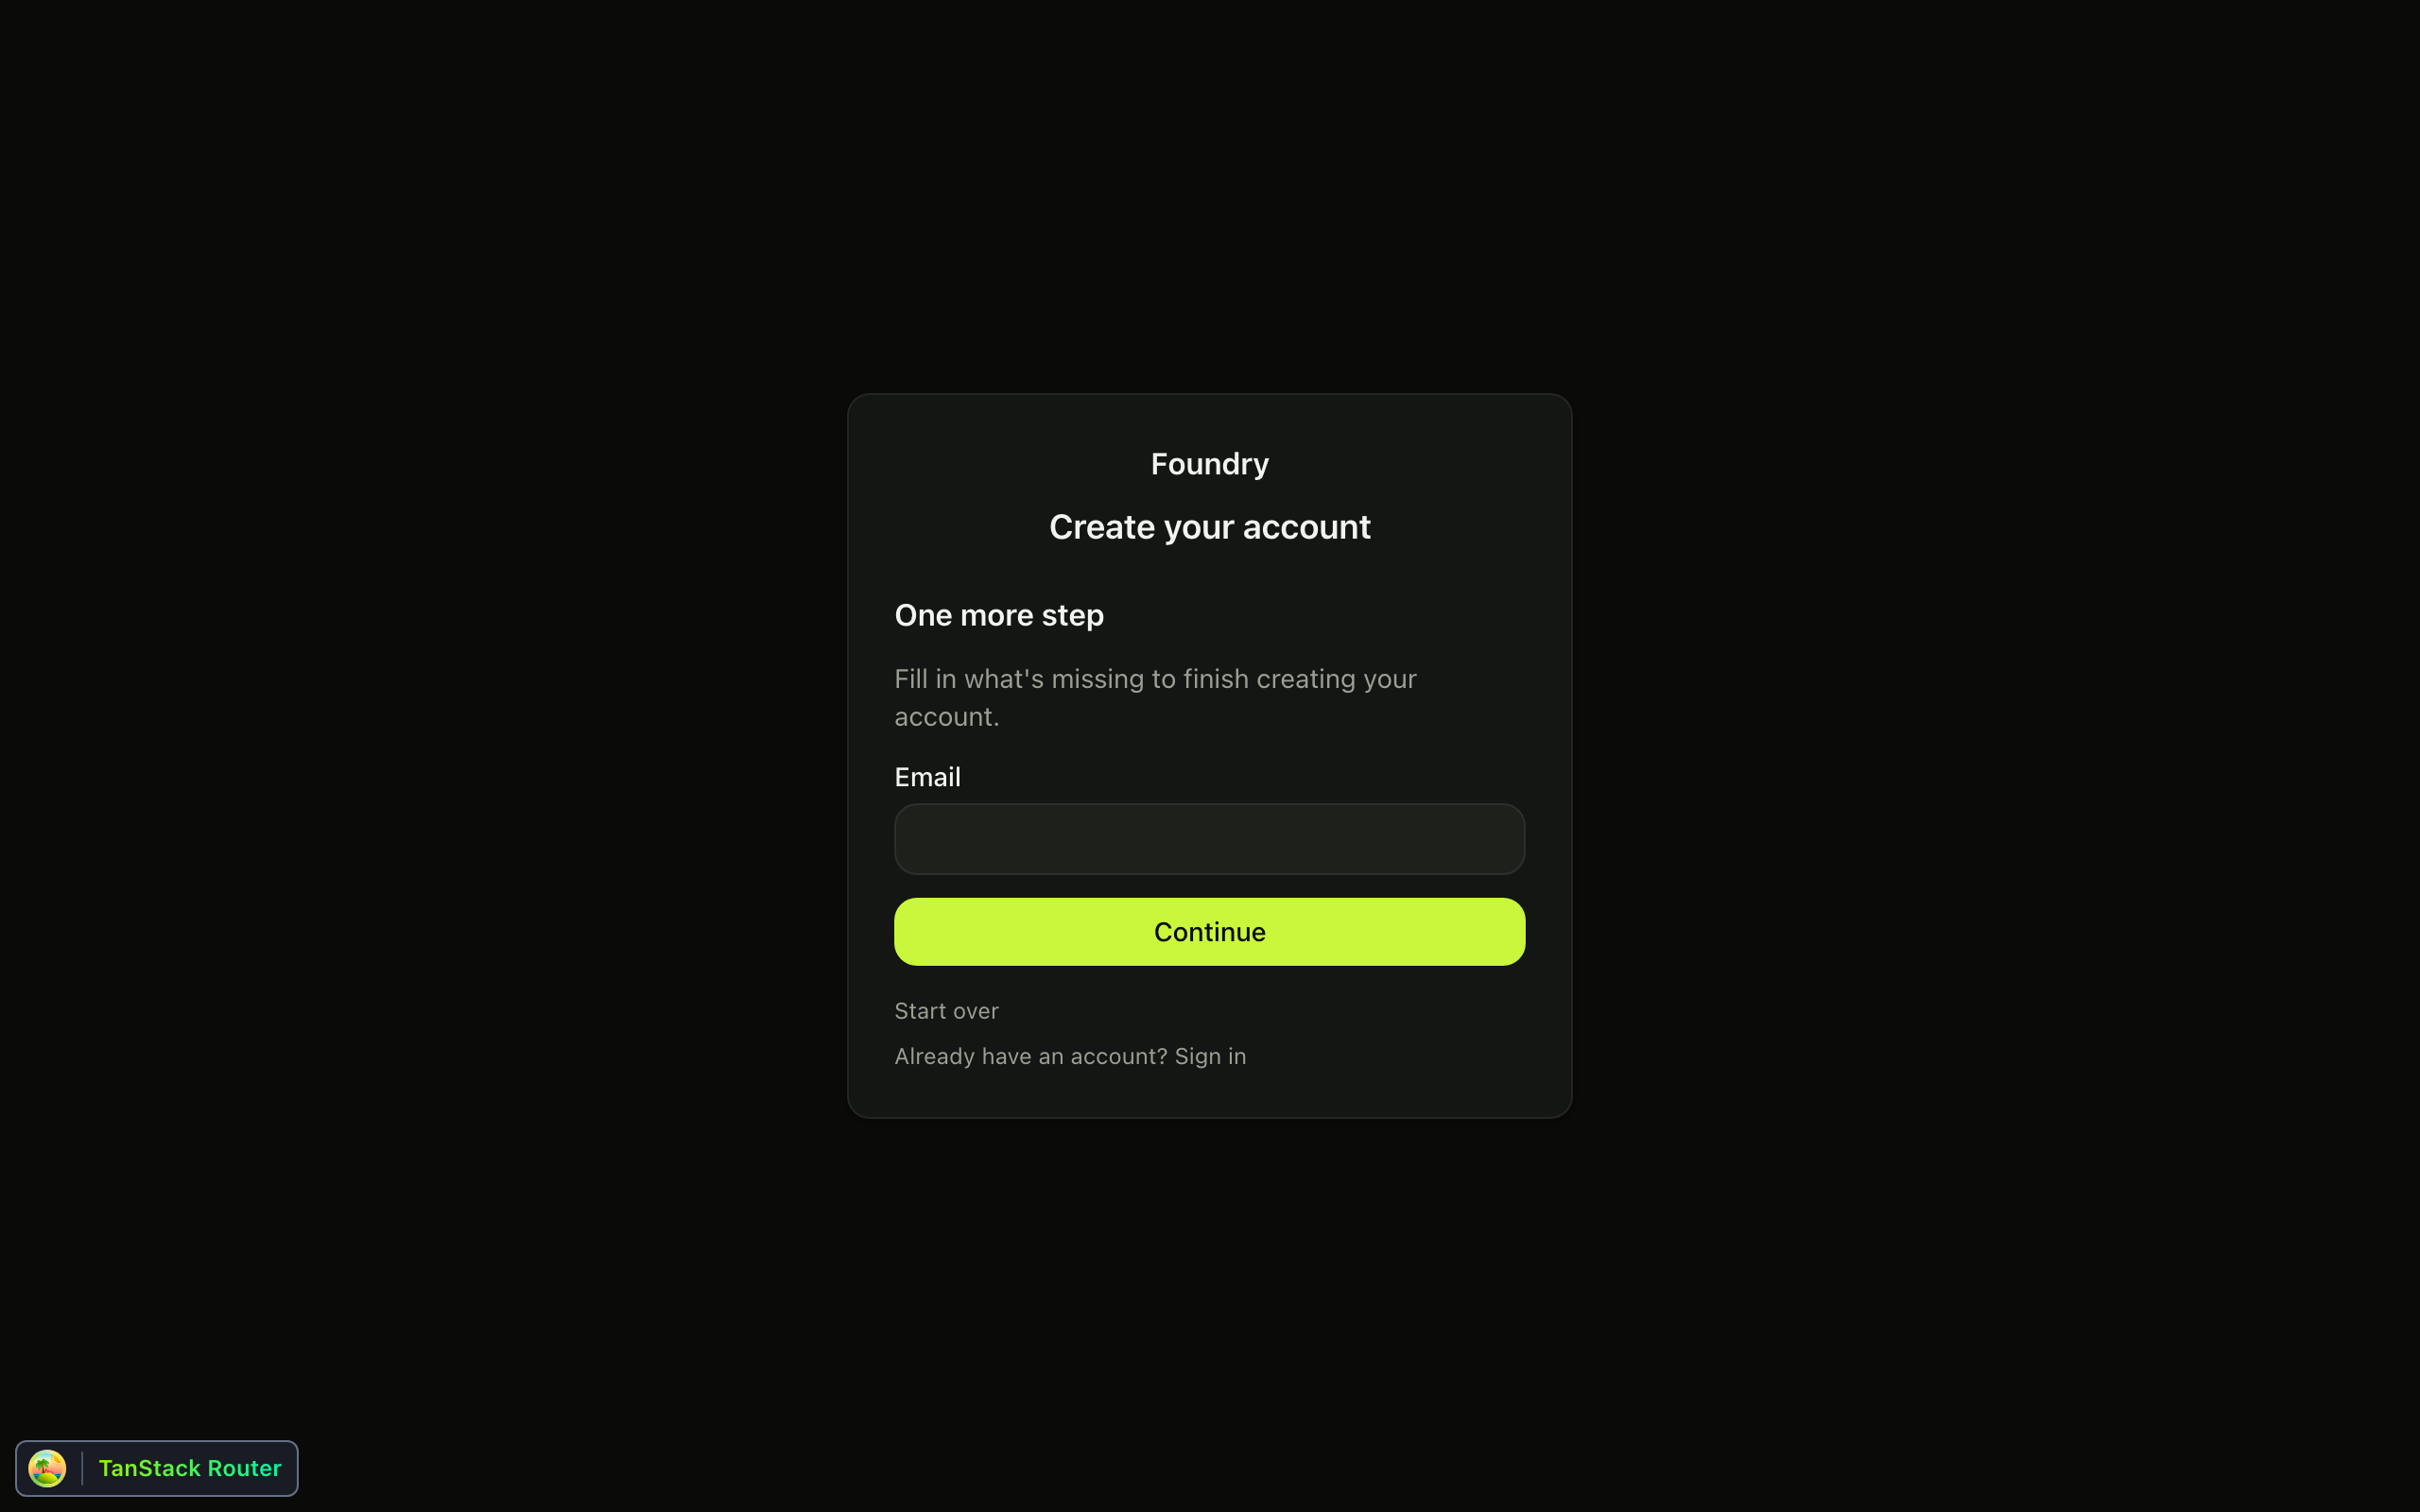 Foundry
Create your account
One more step
Fill in what's missing to finish creating your
account.
Email
Continue
Start over
Already have an account? Sign in
TanStack Router